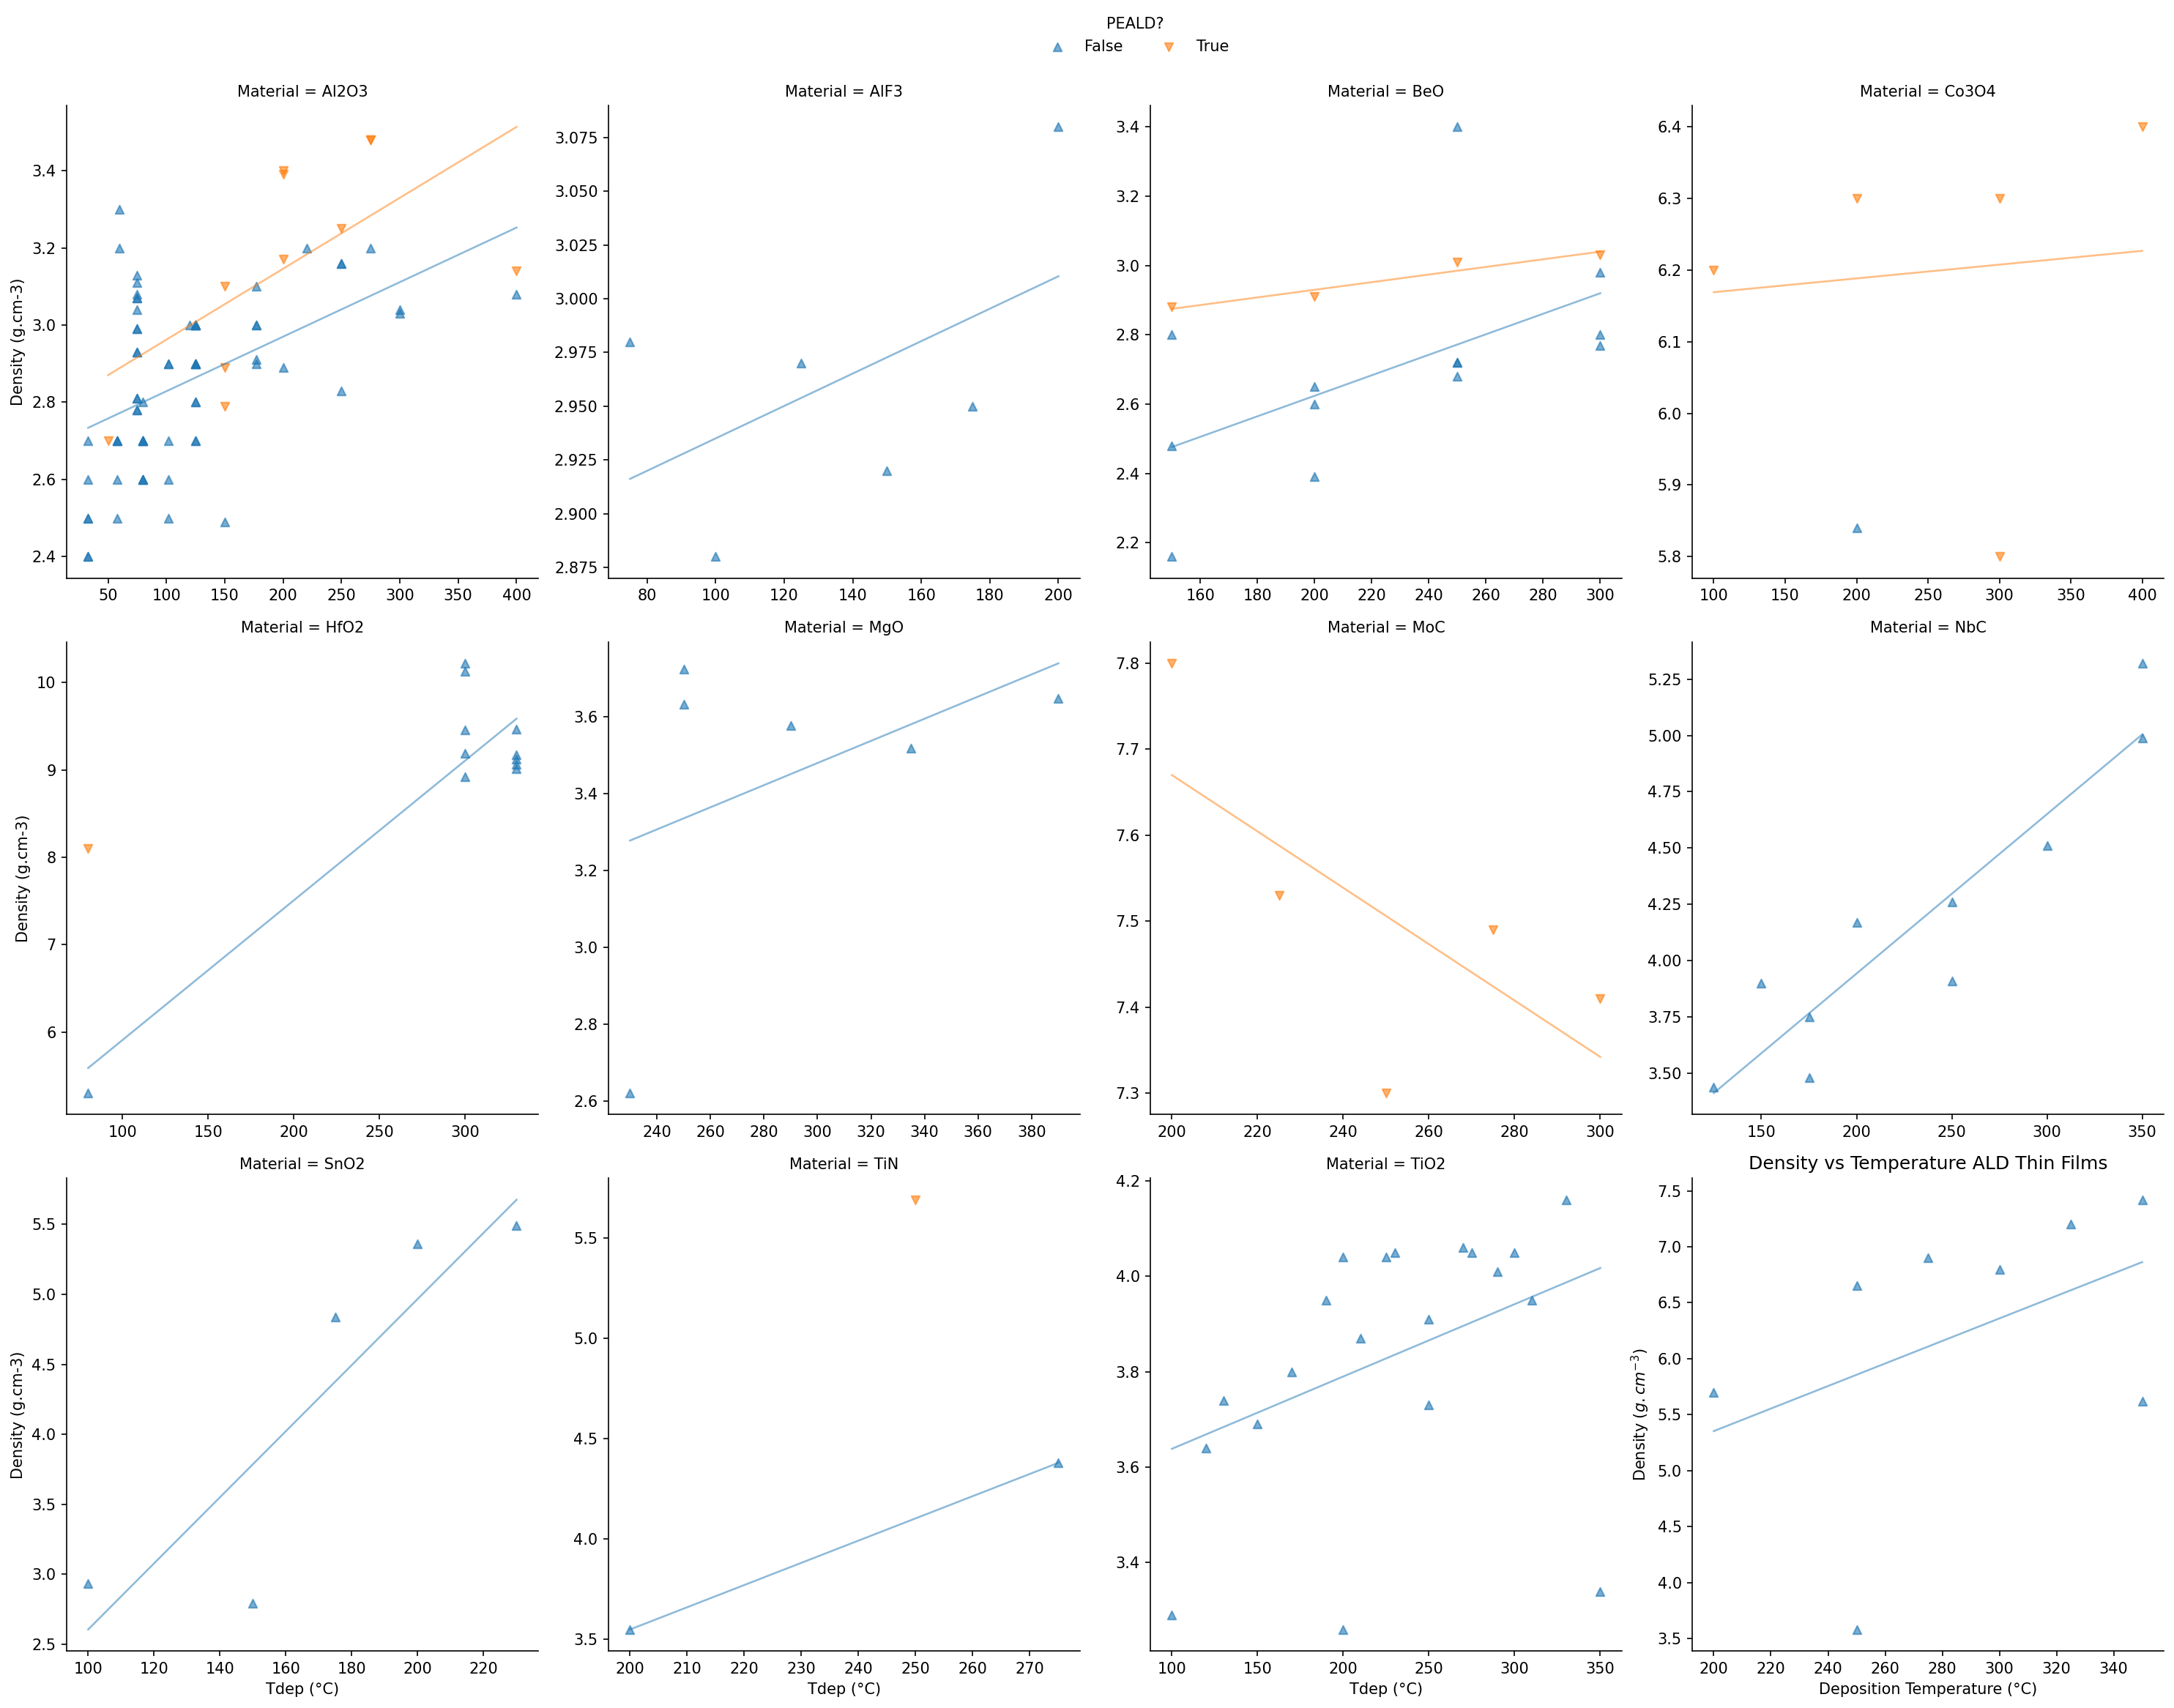 PEALD?
False True
Material = Al2O3
Material = AlF3
Material = BeO
Material = Co3O4
Density (g.cm-3)
3.4
3.2
3.0
2.8
2.6
2.4
50 100 150 200 250 300 350 400
3.075
3.050
3.025
3.000
2.975
2.950
2.925
2.900
2.875
80 100 120 140 160 180 200
3.4
3.2
3.0
2.8
2.6
2.4
2.2
160 180 200 220 240 260 280 300
6.4
6.3
6.2
6.1
6.0
5.9
5.8
100 150 200 250 300 350 400
Material = HfO2
Material = MgO
Material = MoC
Material = NbC
Density (g.cm-3)
10
9
8
7
6
100 150 200 250 300
3.6
3.4
3.2
3.0
2.8
2.6
240 260 280 300 320 340 360 380
7.8
7.7
7.6
7.5
7.4
7.3
200 220 240 260 280 300
5.25
5.00
4.75
4.50
4.25
4.00
3.75
3.50
150 200 250 300 350
Material = SnO2
Material = TiN
Material = TiO2
Density vs Temperature ALD Thin Films
Density (g.cm-3)
5.5
5.0
4.5
4.0
3.5
3.0
2.5
100 120 140 160 180 200 220
Tdep (°C)
5.5
5.0
4.5
4.0
3.5
200 210 220 230 240 250 260 270
Tdep (°C)
4.2
4.0
3.8
3.6
3.4
100 150 200 250 300 350
Tdep (°C)
Density (g.cm⁻³)
7.5
7.0
6.5
6.0
5.5
5.0
4.5
4.0
3.5
200 220 240 260 280 300 320 340
Deposition Temperature (°C)